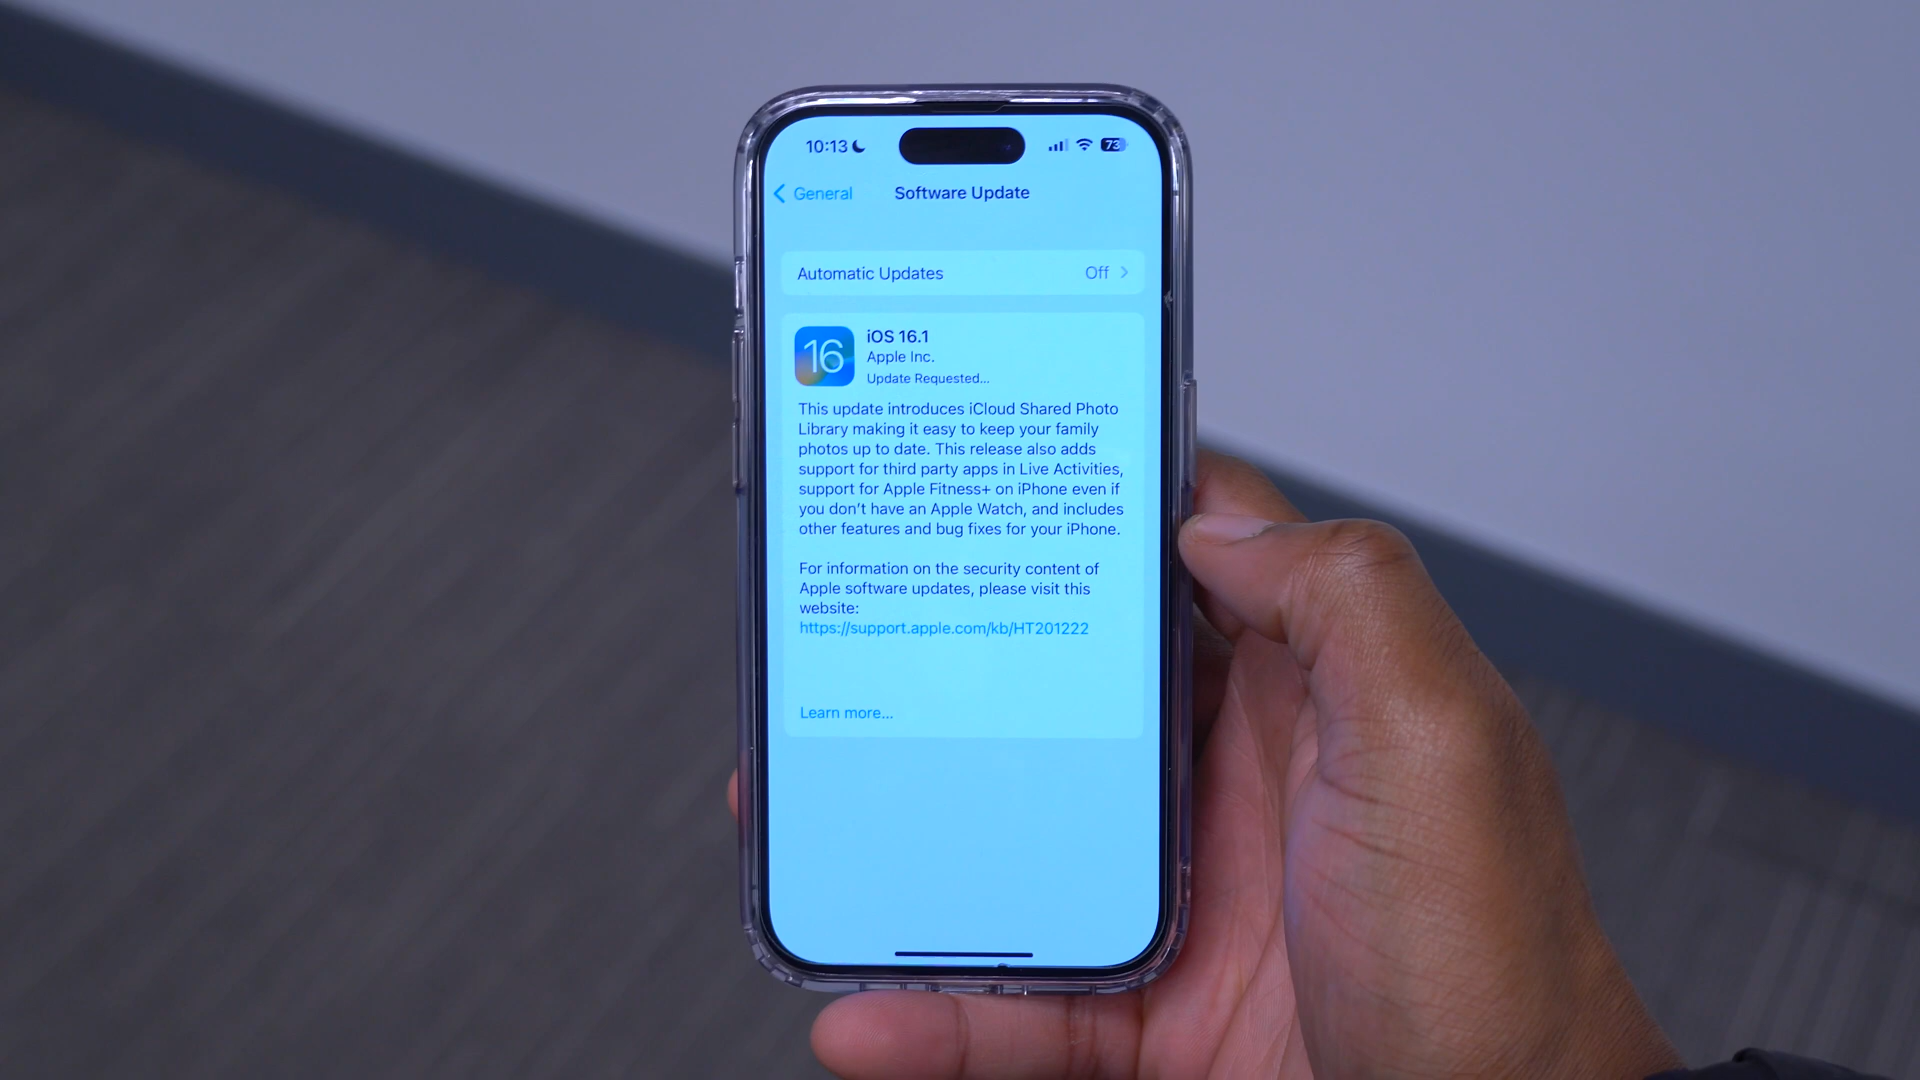 10:13
73
General
Software Update
Automatic Updates
Off
16
iOS 16.1
Apple Inc.
Update Requested...
This update introduces iCloud Shared Photo
Library making it easy to keep your family
photos up to date. This release also adds
support for third party apps in Live Activities,
support for Apple Fitness+ on iPhone even if
you don't have an Apple Watch, and includes
other features and bug fixes for your iPhone.
For information on the security content of
Apple software updates, please visit this
website:
https://support.apple.com/kb/HT201222
Learn more...